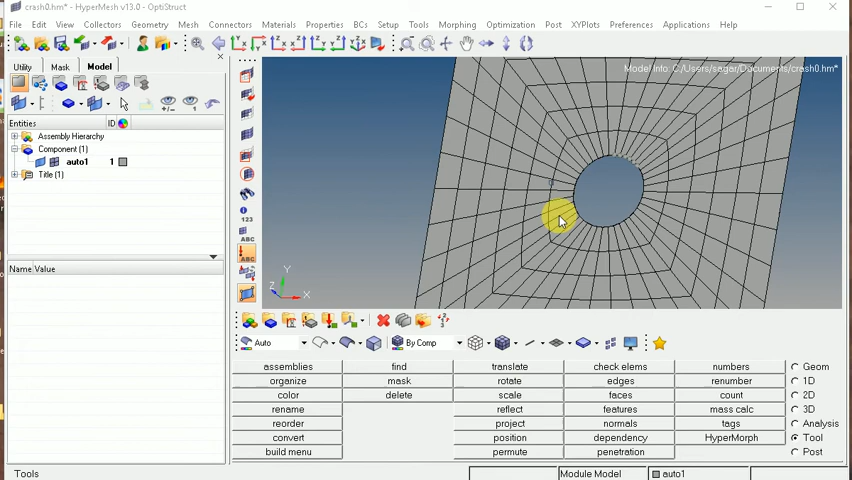 crash0.hm* - HyperMesh v13.0 - OptiStruct
File Edit View Collectors Geometry Mesh Connectors Materials Properties BCs Setup Tools Morphing Optimization Post XYPlots Preferences Applications Help
Utility Mask Model
Model Info: C:/Users/sagar/Documents/crash0.hm*
Entities ID
Assembly Hierarchy
Component (1)
auto1 1
Title (1)
123
ABC
ABC
Name Value
Y
Z X
Auto By Comp
assemblies find translate check elems numbers Geom
organize mask rotate edges renumber 1D
color delete scale faces count 2D
rename reflect features mass calc 3D
reorder project normals tags Analysis
convert position dependency HyperMorph Tool
build menu permute penetration Post
Tools Module Model auto1